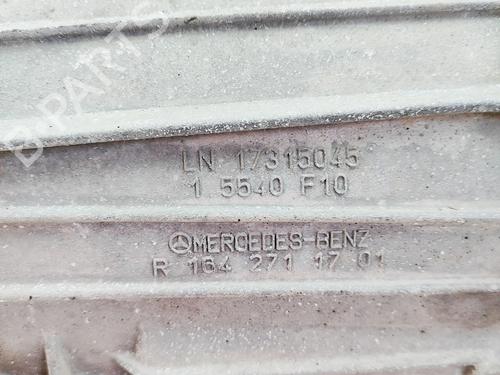 B-PARTS
LN 17315045
1 5540 F10
MERCEDES-BENZ
R 164 271 17 01